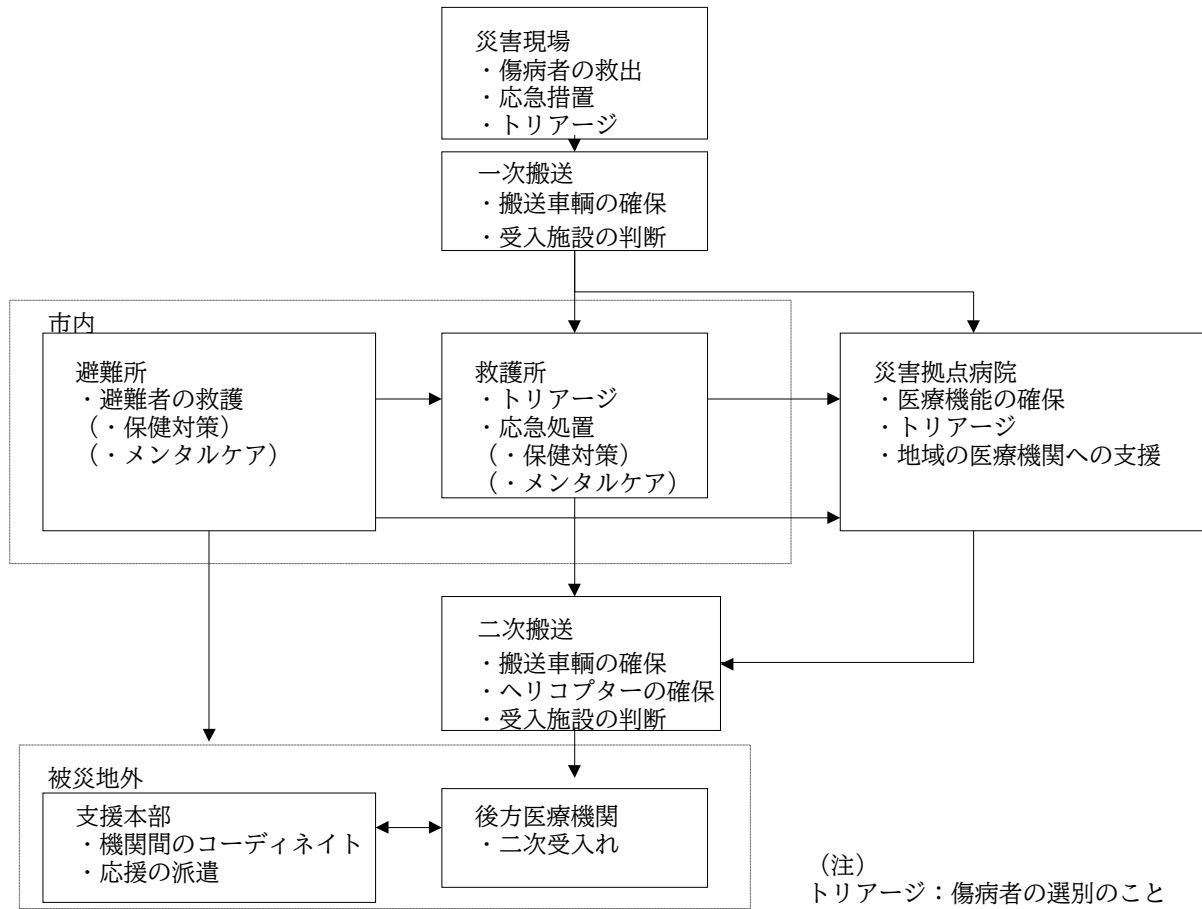 災害現場
・傷病者の救出
・応急措置
・トリアージ
一次搬送
・搬送車輌の確保
・受入施設の判断
市内
避難所
・避難者の救護
（・保健対策）
（・メンタルケア）
救護所
・トリアージ
・応急処置
（・保健対策）
（・メンタルケア）
災害拠点病院
・医療機能の確保
・トリアージ
・地域の医療機関への支援
二次搬送
・搬送車輌の確保
・ヘリコプターの確保
・受入施設の判断
被災地外
支援本部
・機関間のコーディネイト
・応援の派遣
後方医療機関
・二次受入れ
（注）
トリアージ：傷病者の選別のこと